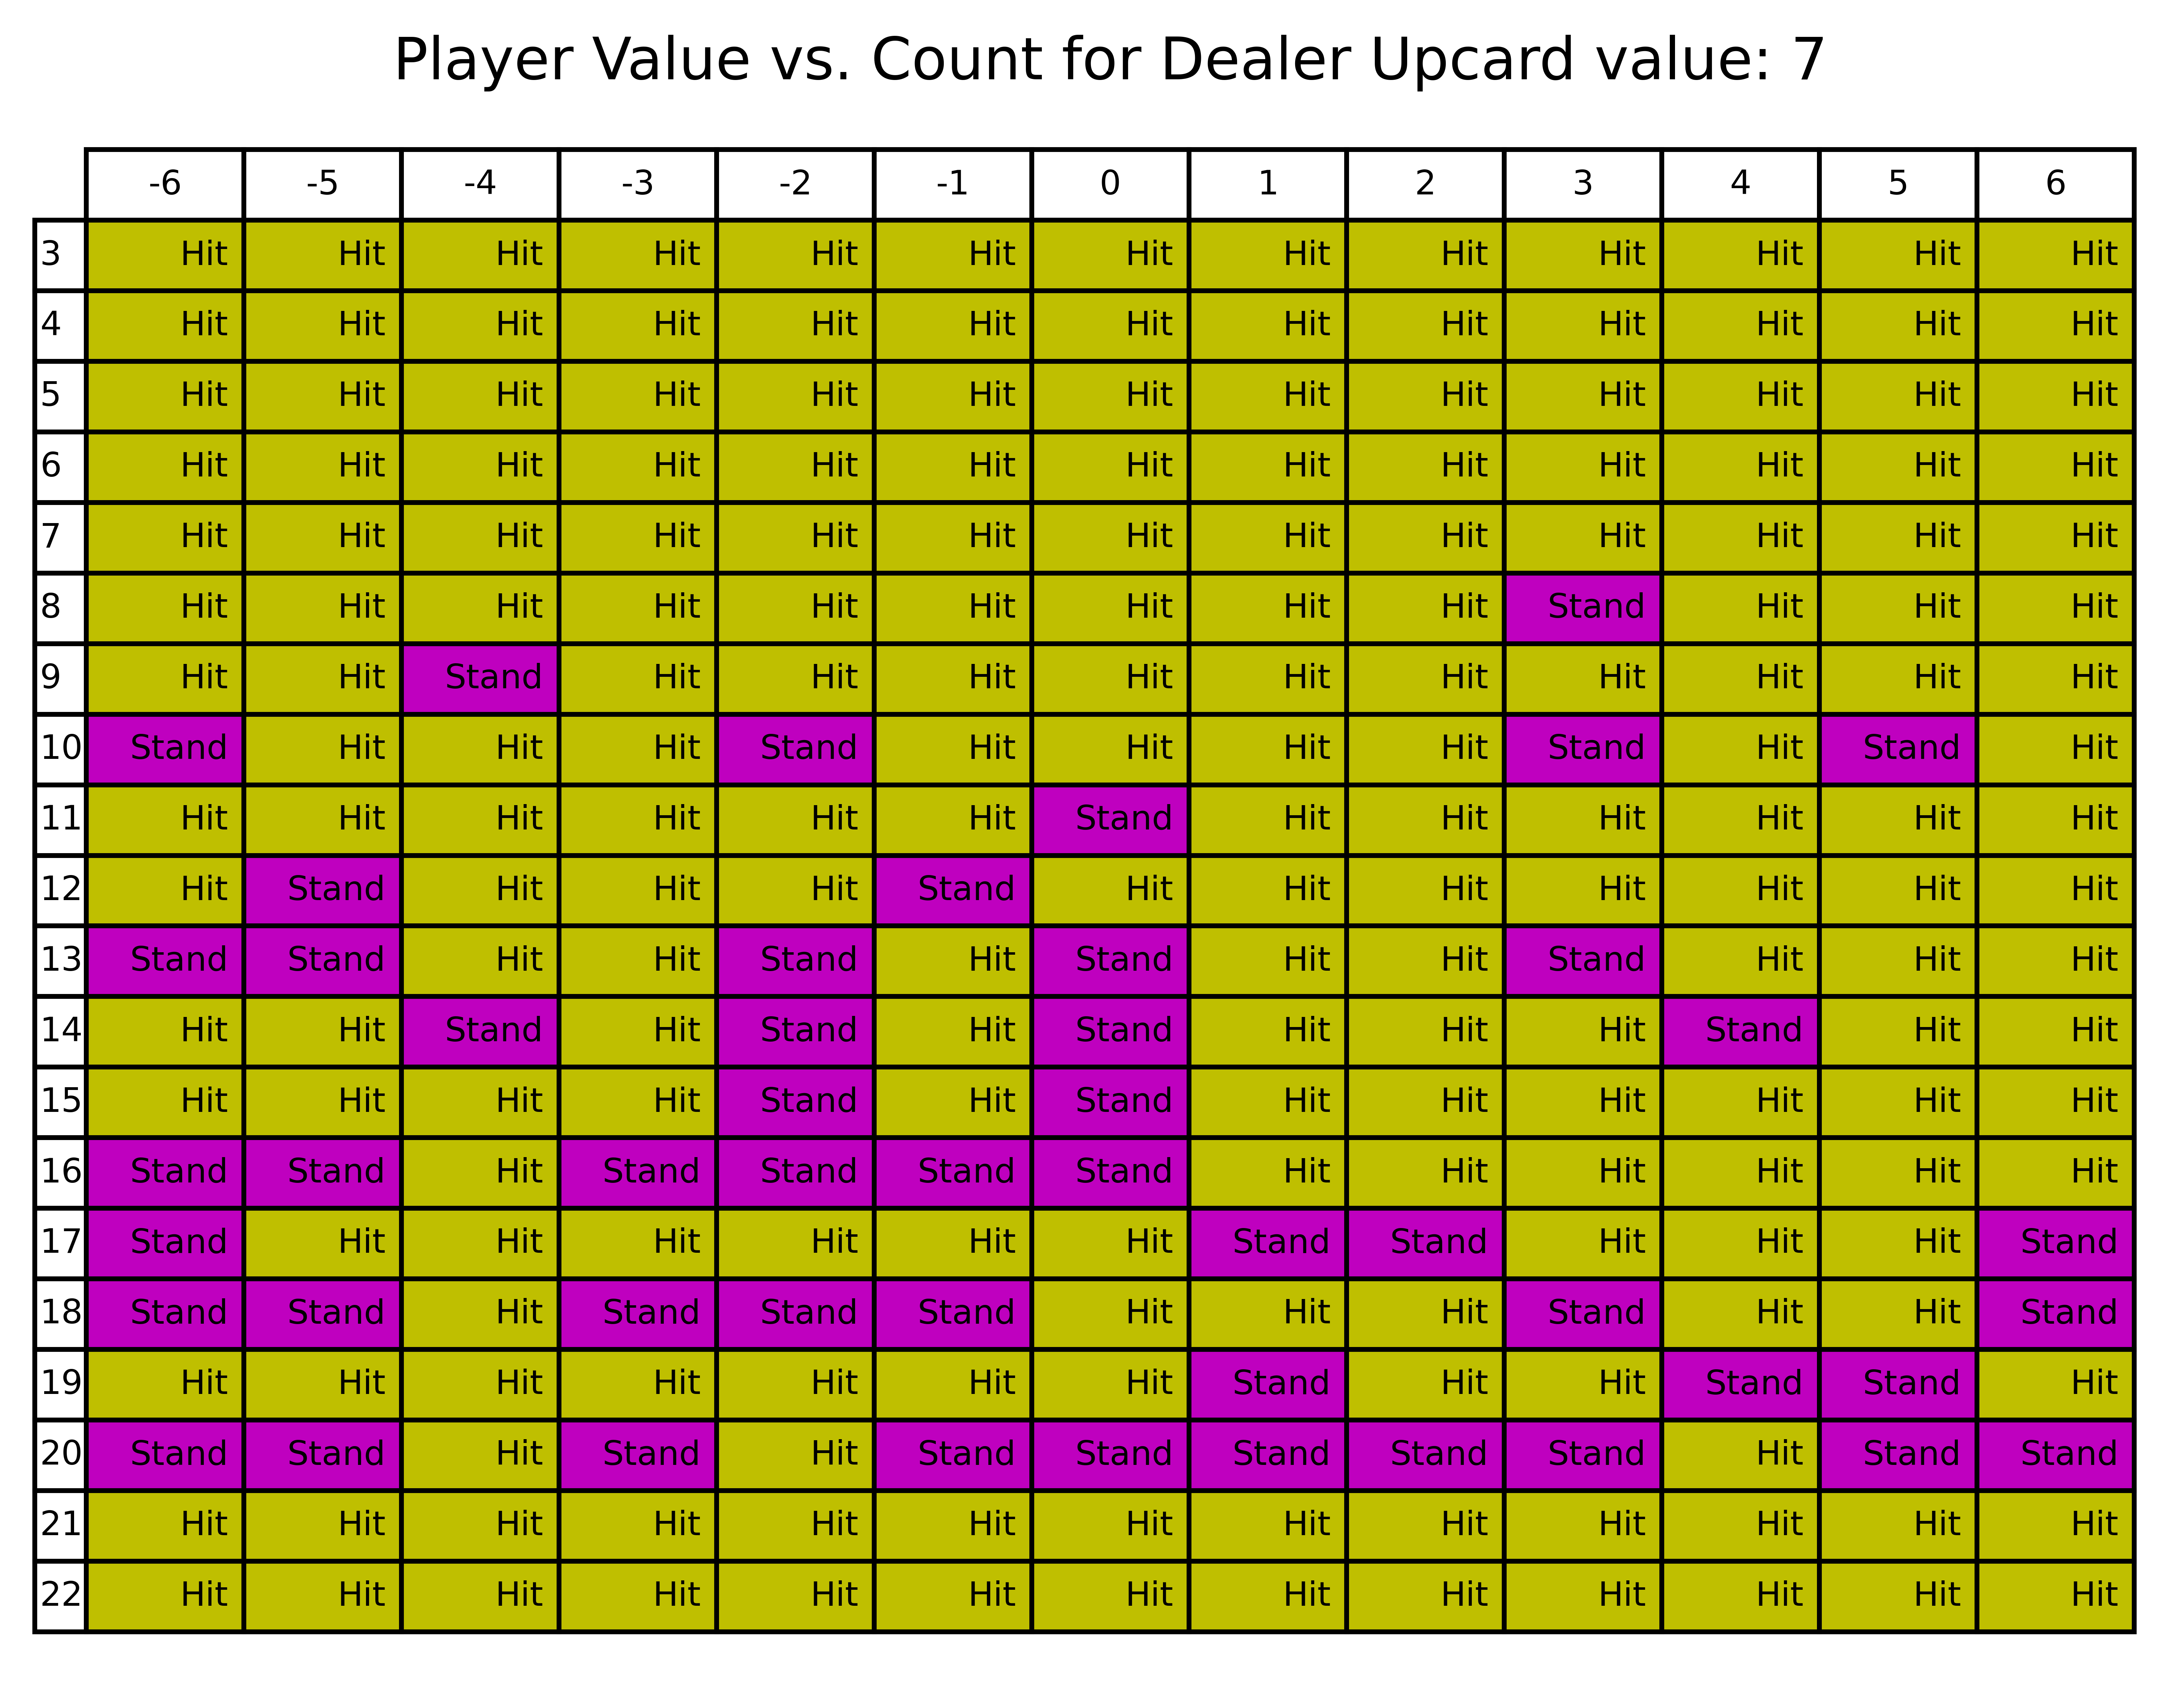 Player Value vs. Count for Dealer Upcard value: 7
-6 -5 -4 -3 -2 -1 0 1 2 3 4 5 6
3 Hit Hit Hit Hit Hit Hit Hit Hit Hit Hit Hit Hit Hit
4 Hit Hit Hit Hit Hit Hit Hit Hit Hit Hit Hit Hit Hit
5 Hit Hit Hit Hit Hit Hit Hit Hit Hit Hit Hit Hit Hit
6 Hit Hit Hit Hit Hit Hit Hit Hit Hit Hit Hit Hit Hit
7 Hit Hit Hit Hit Hit Hit Hit Hit Hit Hit Hit Hit Hit
8 Hit Hit Hit Hit Hit Hit Hit Hit Hit Stand Hit Hit Hit
9 Hit Hit Stand Hit Hit Hit Hit Hit Hit Hit Hit Hit Hit
10 Stand Hit Hit Hit Stand Hit Hit Hit Hit Stand Hit Stand Hit
11 Hit Hit Hit Hit Hit Hit Stand Hit Hit Hit Hit Hit Hit
12 Hit Stand Hit Hit Hit Stand Hit Hit Hit Hit Hit Hit Hit
13 Stand Stand Hit Hit Stand Hit Stand Hit Hit Stand Hit Hit Hit
14 Hit Hit Stand Hit Stand Hit Stand Hit Hit Hit Stand Hit Hit
15 Hit Hit Hit Hit Stand Hit Stand Hit Hit Hit Hit Hit Hit
16 Stand Stand Hit Stand Stand Stand Stand Hit Hit Hit Hit Hit Hit
17 Stand Hit Hit Hit Hit Hit Hit Stand Stand Hit Hit Hit Stand
18 Stand Stand Hit Stand Stand Stand Hit Hit Hit Stand Hit Hit Stand
19 Hit Hit Hit Hit Hit Hit Hit Stand Hit Hit Stand Stand Hit
20 Stand Stand Hit Stand Hit Stand Stand Stand Stand Stand Hit Stand Stand
21 Hit Hit Hit Hit Hit Hit Hit Hit Hit Hit Hit Hit Hit
22 Hit Hit Hit Hit Hit Hit Hit Hit Hit Hit Hit Hit Hit